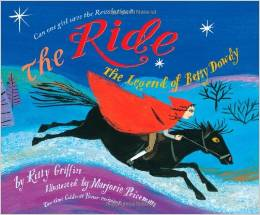 Can one girl save the Revolution?
The Ride
The Legend of Betsy Dowdy
by Kitty Griffin
Illustrated by Marjorie Priceman